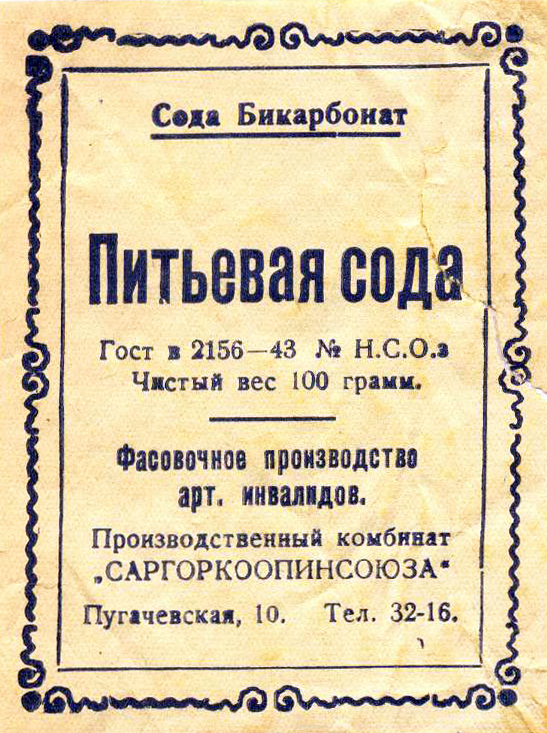 Сода Бикарбонат
Питьевая сода
Гост в 2156—43 № Н.С.О.з
Чистый вес 100 грамм.
Фасовочное производство
арт. инвалидов.
Производственный комбинат
„САРГОРКООПИНСОЮЗА“
Пугачевская, 10. Тел. 32-16.